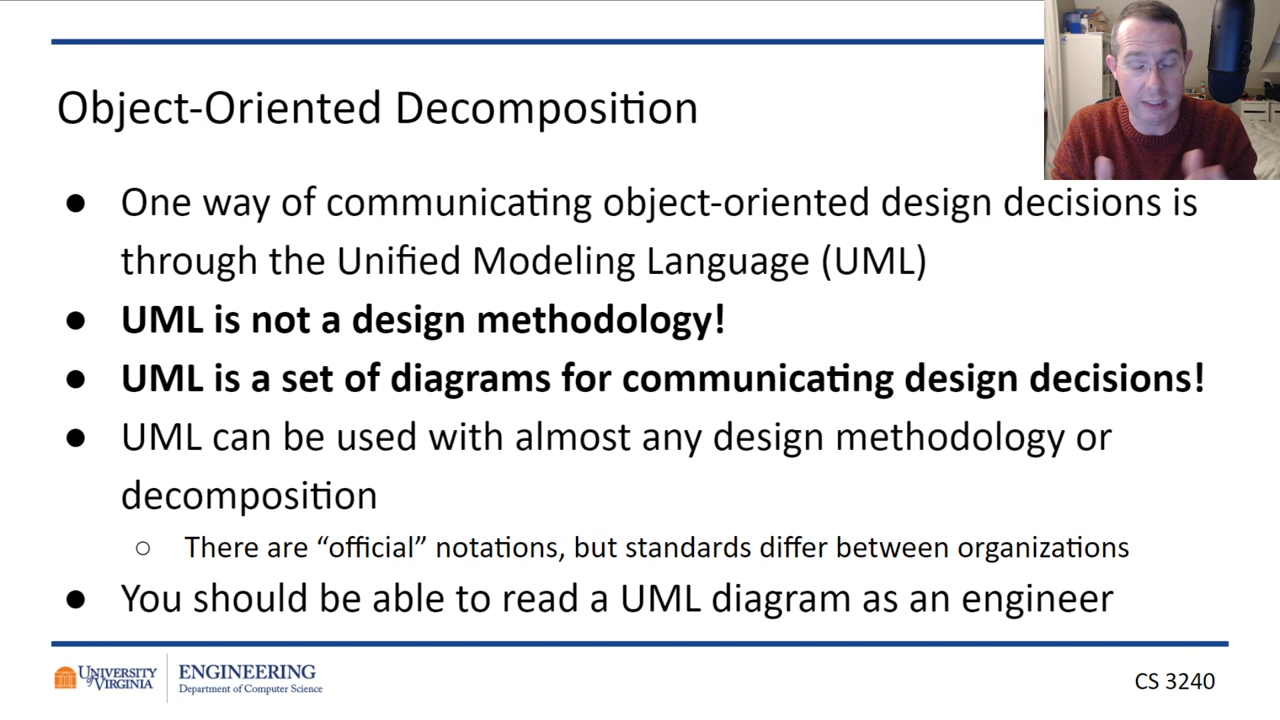 Object-Oriented Decomposition
● One way of communicating object-oriented design decisions is
through the Unified Modeling Language (UML)
● UML is not a design methodology!
● UML is a set of diagrams for communicating design decisions!
● UML can be used with almost any design methodology or
decomposition
○ There are “official” notations, but standards differ between organizations
● You should be able to read a UML diagram as an engineer
UNIVERSITY
of VIRGINIA
ENGINEERING
Department of Computer Science
CS 3240